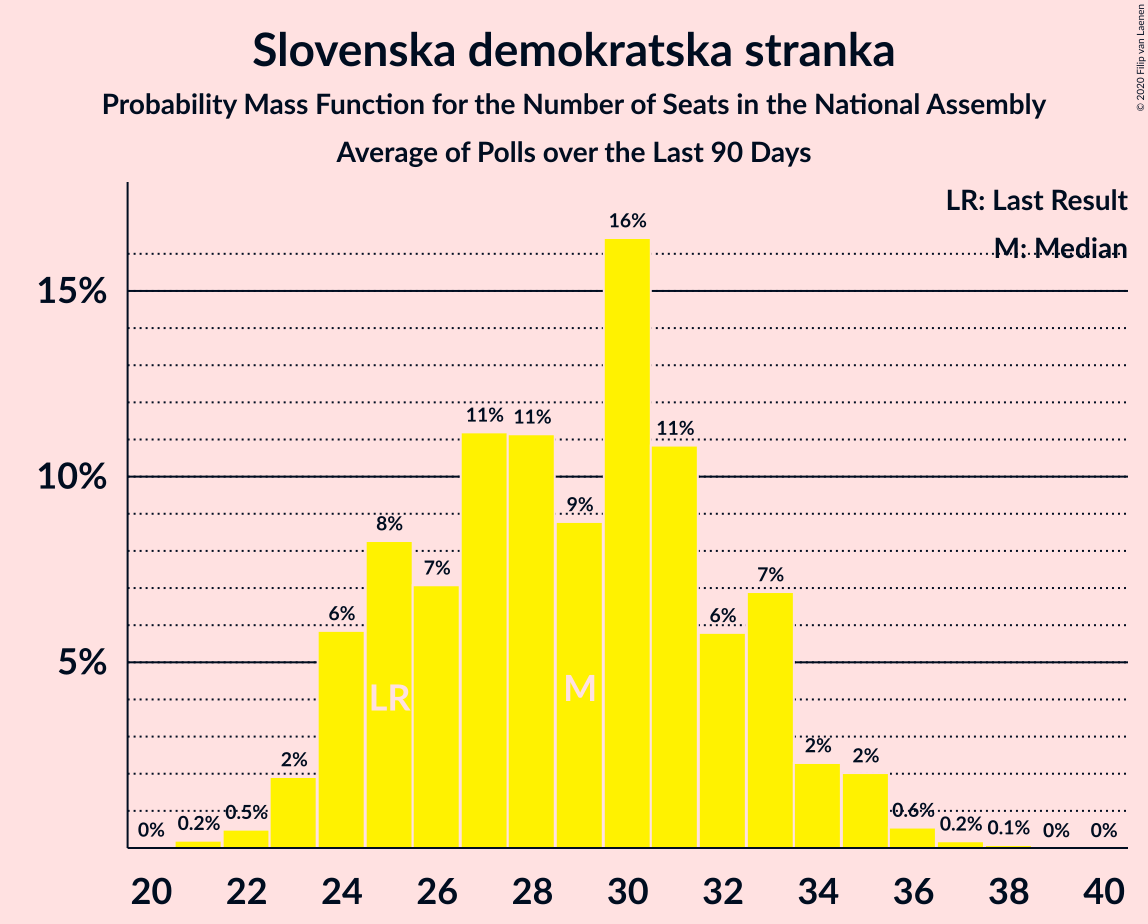 Slovenska demokratska stranka
Probability Mass Function for the Number of Seats in the National Assembly
Average of Polls over the Last 90 Days
© 2020 Filip van Laenen
LR: Last Result
M: Median
15%
10%
5%
0%
0.2%
0.5%
2%
6%
8%
7%
11%
11%
9%
16%
11%
6%
7%
2%
2%
0.6%
0.2%
0.1%
0%
0%
LR
M
20 22 24 26 28 30 32 34 36 38 40